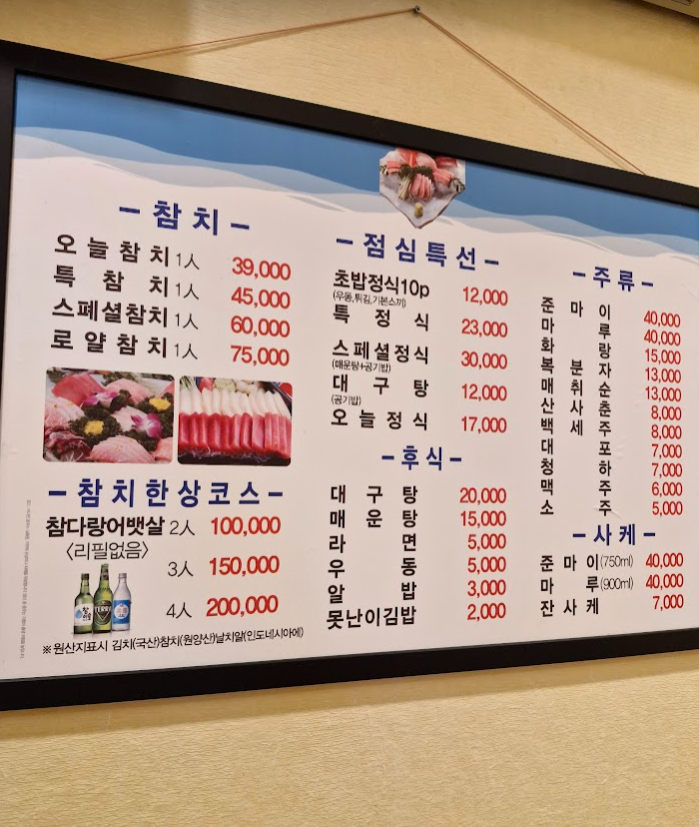 - 참치 -
오늘참치 1人 39,000
특참치 1人 45,000
스페셜참치 1人 60,000
로얄참치 1人 75,000
- 참치한상코스 -
참다랑어뱃살 2人 100,000
〈리필없음〉
3人 150,000
4人 200,000
TERRA
※원산지표시 김치(국산)참치(원양산)날치알(인도네시아에)
- 점심특선 -
초밥정식10p 12,000
(우동,튀김,기본스끼)
특정식 23,000
스페셜정식 30,000
(매운탕+공기밥)
대구탕 12,000
(공기밥)
오늘정식 17,000
- 후식 -
대구탕 20,000
매운탕 15,000
라면 5,000
우동 5,000
알밥 3,000
못난이김밥 2,000
- 주류 -
준마이 40,000
마루 40,000
화랑 15,000
복분자 13,000
매취순 13,000
산사춘 8,000
백세주 8,000
대포 7,000
청하 7,000
맥주 6,000
소주 5,000
- 사케 -
준마이(750ml) 40,000
마루(900ml) 40,000
잔사케 7,000